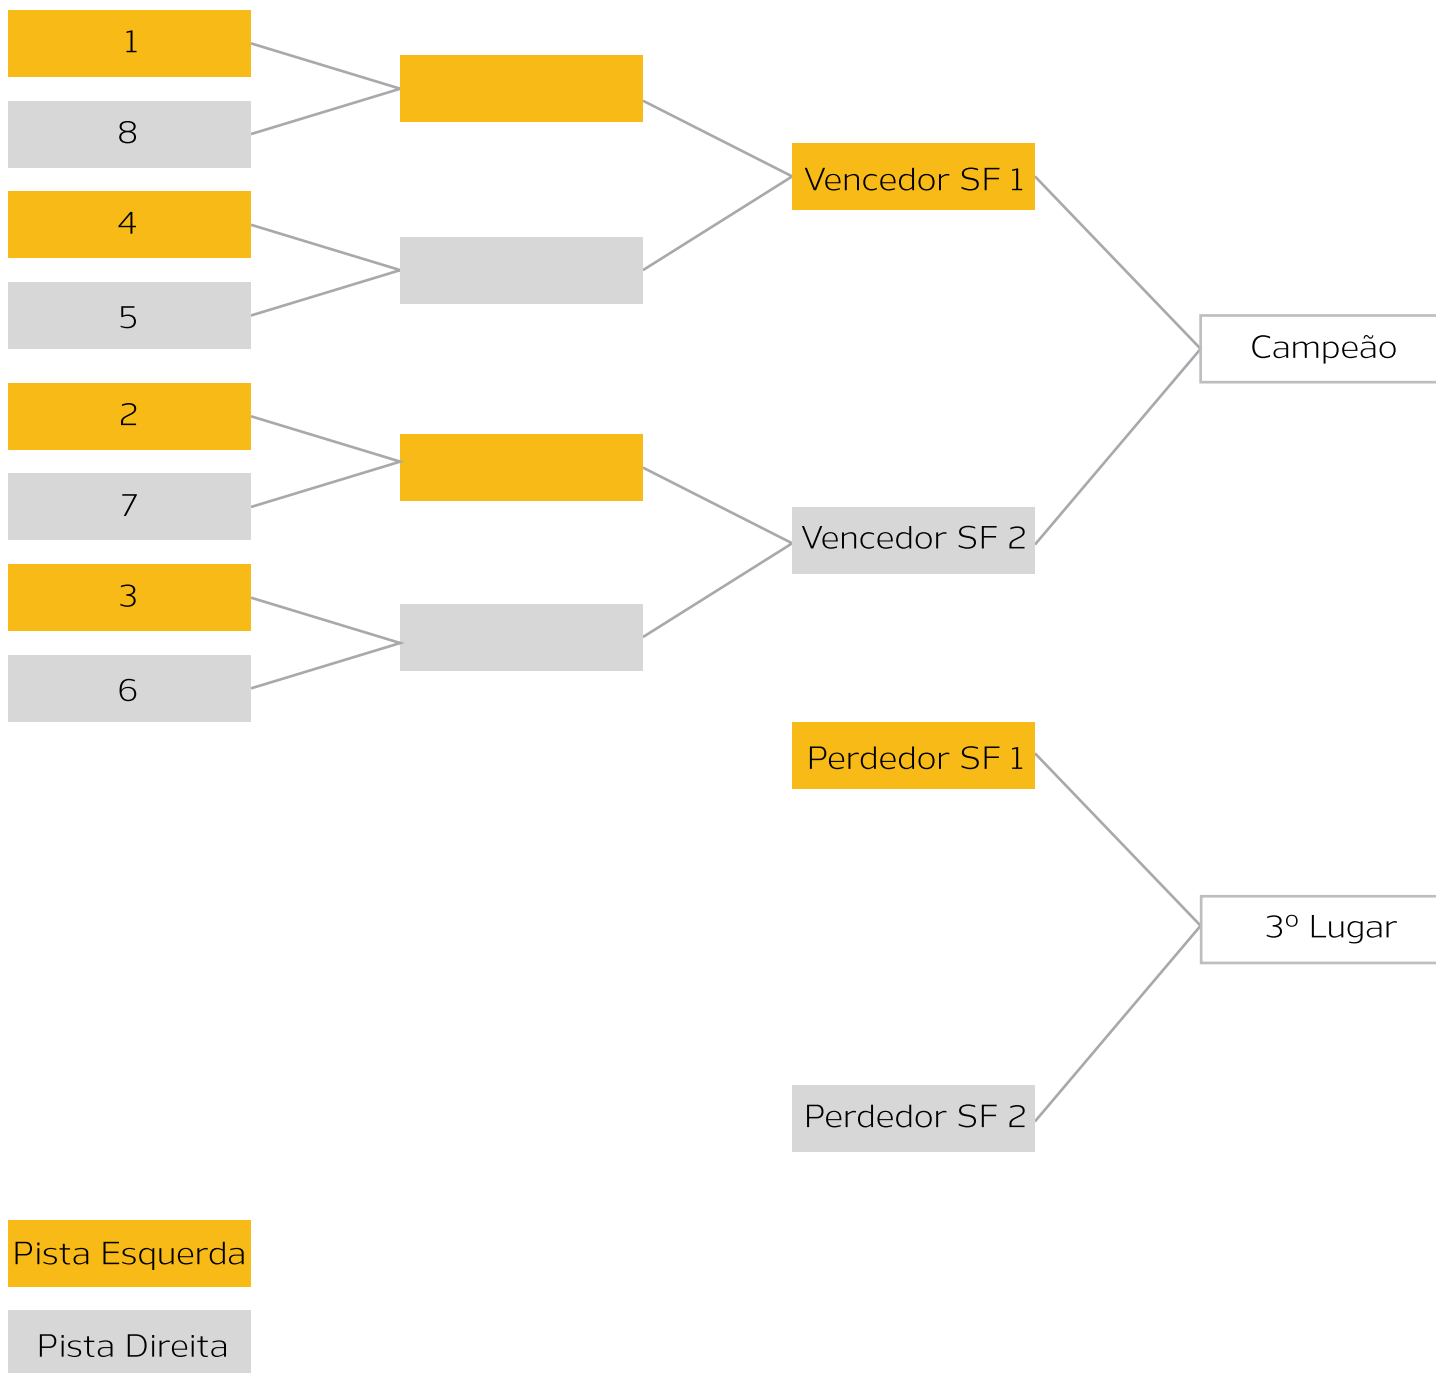 1
8
4
5
2
7
3
6
Vencedor SF 1
Vencedor SF 2
Campeão
Perdedor SF 1
Perdedor SF 2
3º Lugar
Pista Esquerda
Pista Direita